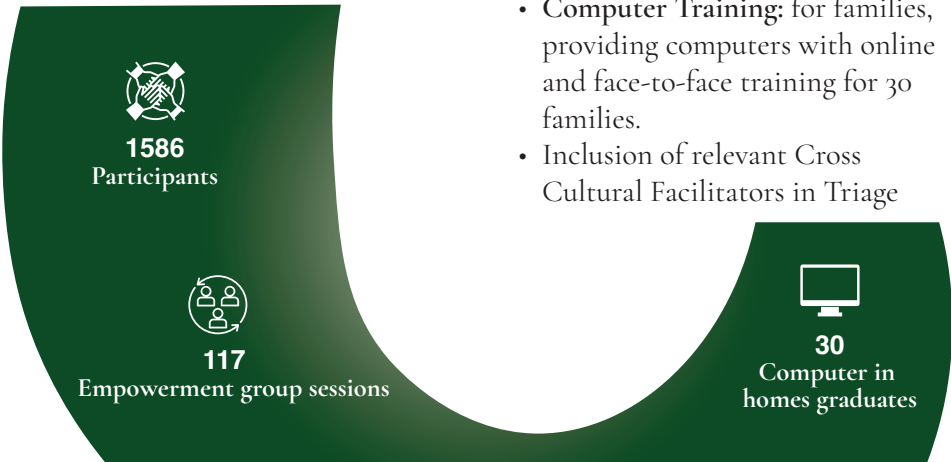 • Computer Training: for families,
providing computers with online
and face-to-face training for 30
families.
• Inclusion of relevant Cross
Cultural Facilitators in Triage
1586
Participants
117
Empowerment group sessions
30
Computer in
homes graduates